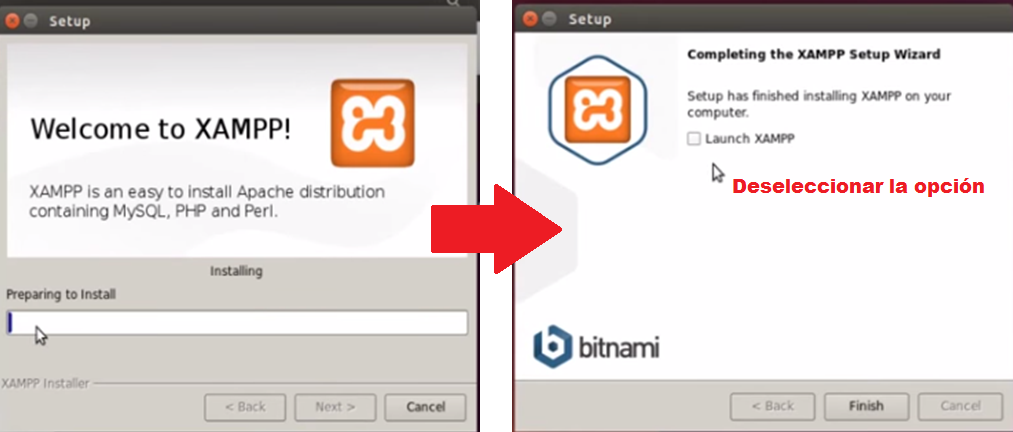 Setup
Welcome to XAMPP!
XAMPP is an easy to install Apache distribution
containing MySQL, PHP and Perl.
Installing
Preparing to Install
XAMPP Installer
< Back
Next >
Cancel
Setup
Completing the XAMPP Setup Wizard
Setup has finished installing XAMPP on your
computer.
Launch XAMPP
Deseleccionar la opción
bitnami
< Back
Finish
Cancel